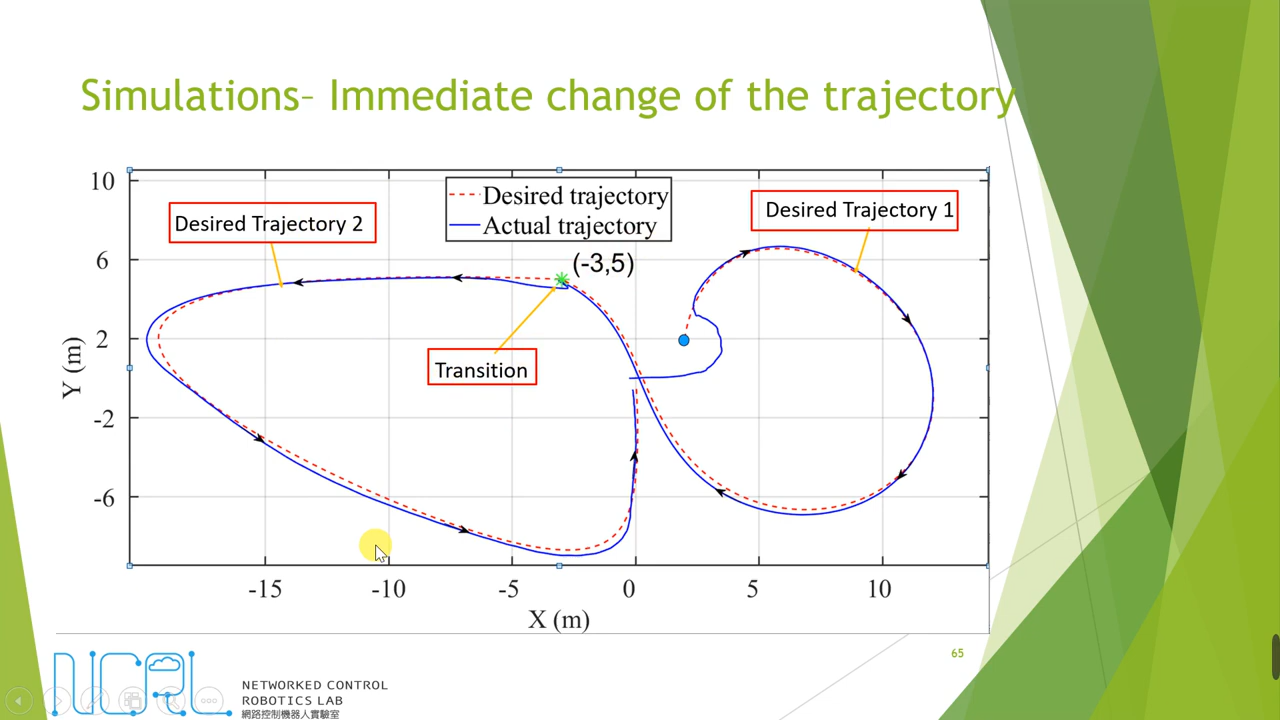 Simulations– Immediate change of the trajectory
Desired trajectory
Actual trajectory
Desired Trajectory 2
Desired Trajectory 1
(-3,5)
Transition
10
6
2
-2
-6
Y (m)
-15
-10
-5
0
5
10
X (m)
65
NCRL
NETWORKED CONTROL
ROBOTICS LAB
網路控制機器人實驗室